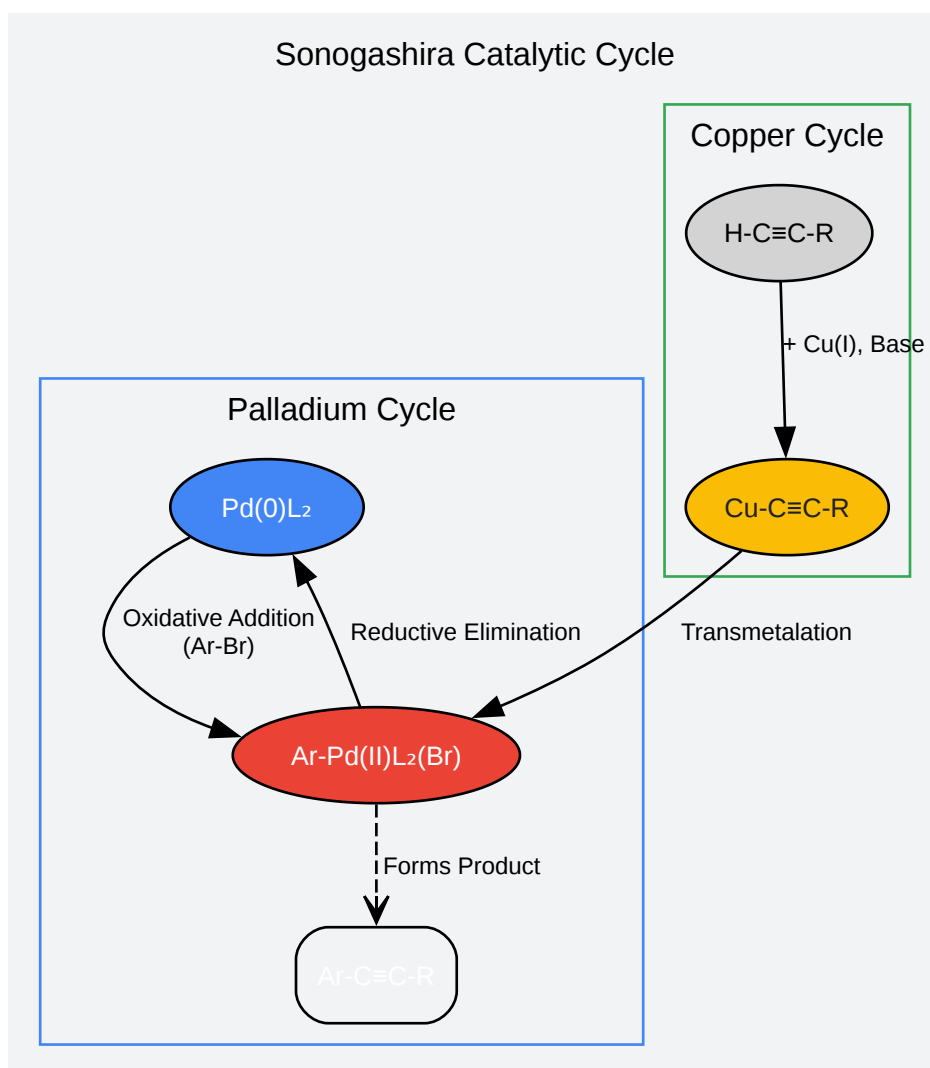 Sonogashira Catalytic Cycle
Copper Cycle
H-C≡C-R
+ Cu(I), Base
Palladium Cycle
Pd(0)L₂
Cu-C≡C-R
Oxidative Addition
(Ar-Br)
Reductive Elimination
Transmetalation
Ar-Pd(II)L₂(Br)
Forms Product
Ar-C≡C-R